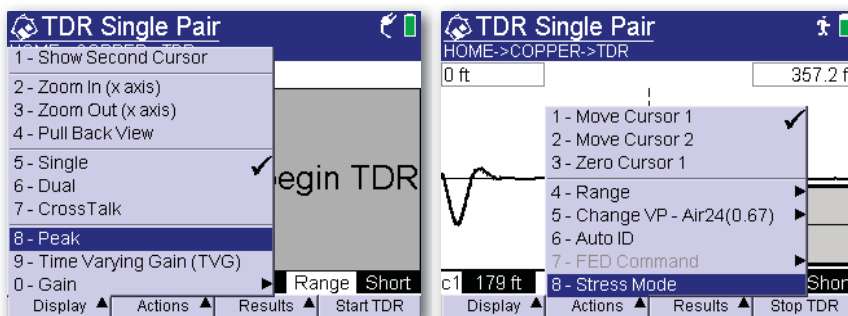 TDR Single Pair
HOME->COPPER->TDR
1 - Show Second Cursor
2 - Zoom In (x axis)
3 - Zoom Out (x axis)
4 - Pull Back View
5 - Single
6 - Dual
7 - CrossTalk
8 - Peak
9 - Time Varying Gain (TVG)
0 - Gain
egin TDR
Range Short
Display Actions Results Start TDR
TDR Single Pair
HOME->COPPER->TDR
0 ft 357.2 f
1 - Move Cursor 1
2 - Move Cursor 2
3 - Zero Cursor 1
4 - Range
5 - Change VP - Air24(0.67)
6 - Auto ID
7 - FED Command
8 - Stress Mode
c1 179 ft Shor
Display Actions Results Stop TDR